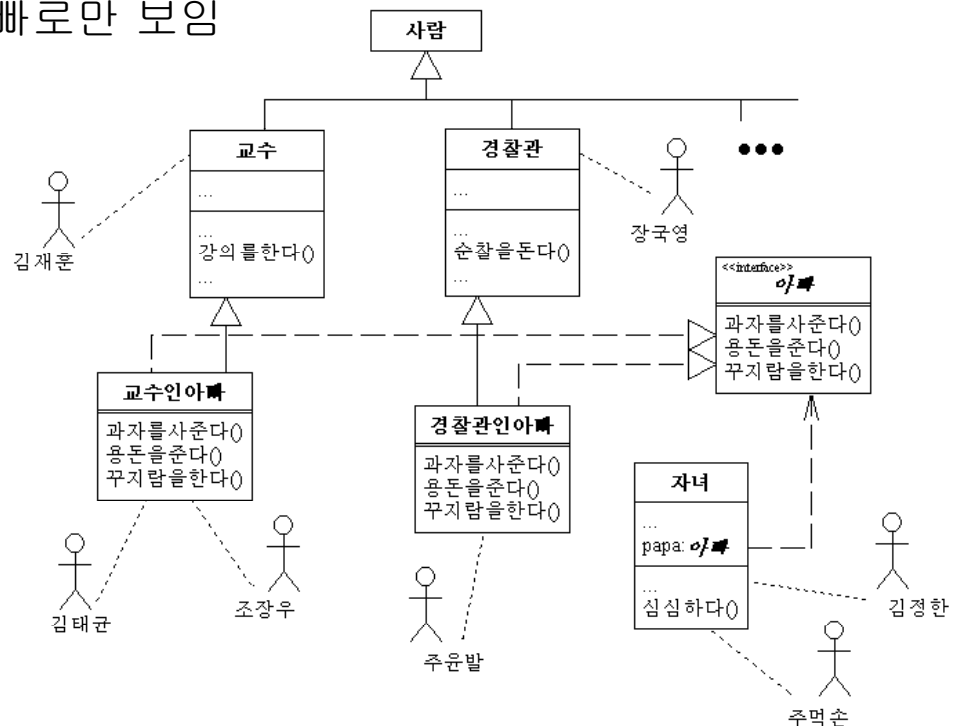 빠로만 보임
사람
교수
...
...
강의를한다()
...
경찰관
...
...
순찰을돈다()
...
●●●
김재훈
장국영
<<interface>>
아빠
과자를사준다()
용돈을준다()
꾸지람을한다()
교수인아빠
과자를사준다()
용돈을준다()
꾸지람을한다()
경찰관인아빠
과자를사준다()
용돈을준다()
꾸지람을한다()
자녀
...
papa: 아빠
...
심심하다()
김태균
조장우
주윤발
김정한
주먹손